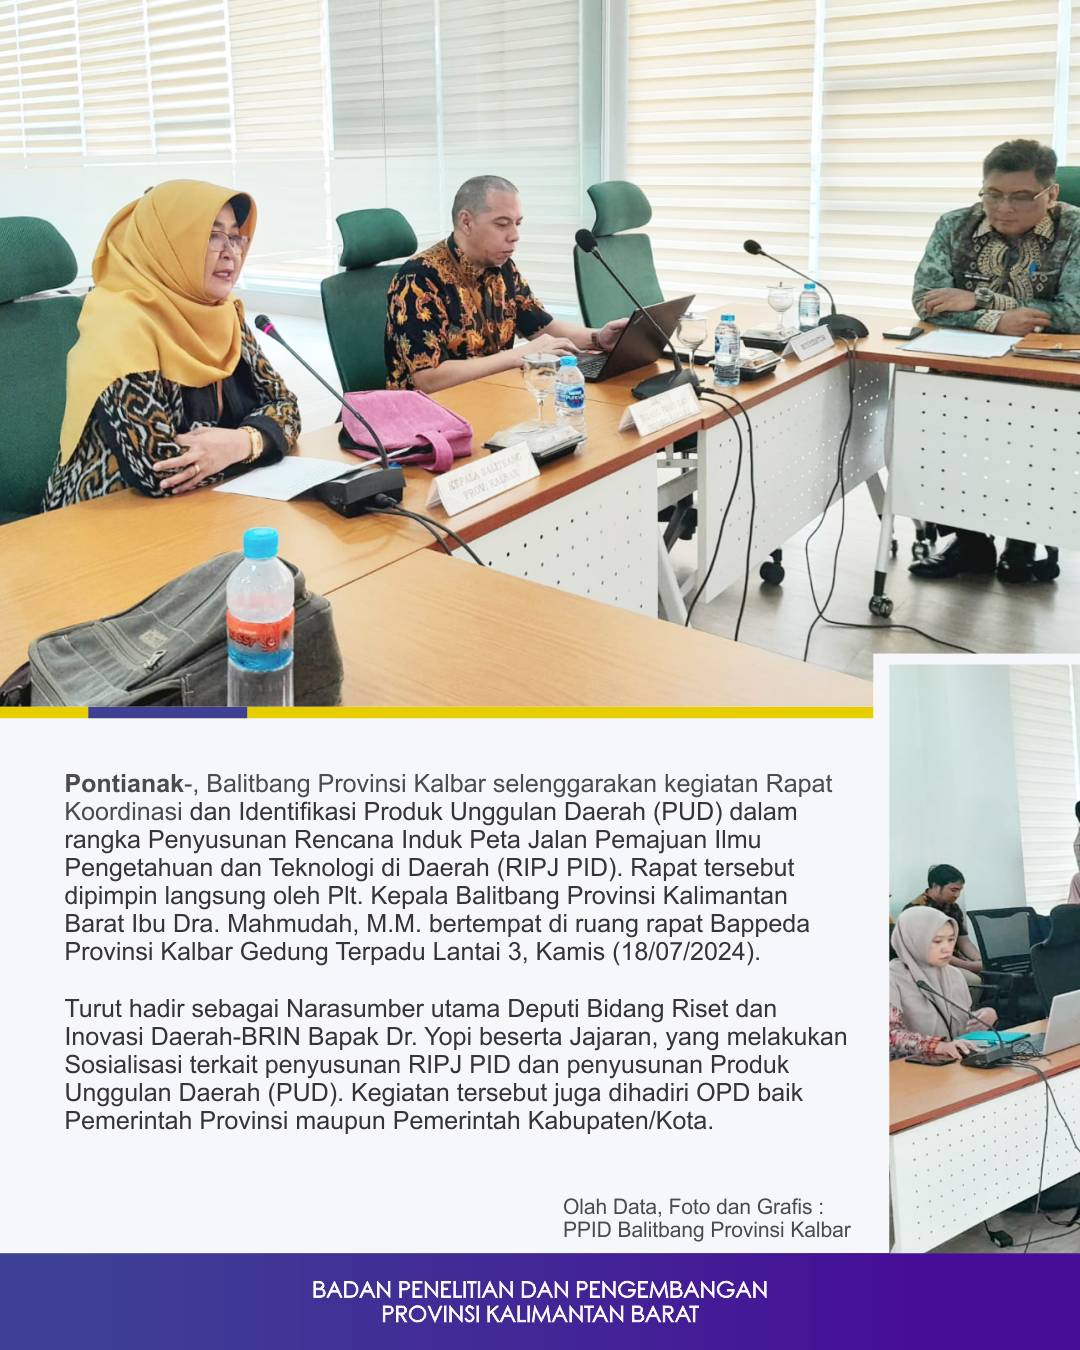 KEPALA BALITBANG
PROV. KALBAR
MODERATOR
Pontianak-, Balitbang Provinsi Kalbar selenggarakan kegiatan Rapat
Koordinasi dan Identifikasi Produk Unggulan Daerah (PUD) dalam
rangka Penyusunan Rencana Induk Peta Jalan Pemajuan Ilmu
Pengetahuan dan Teknologi di Daerah (RIPJ PID). Rapat tersebut
dipimpin langsung oleh Plt. Kepala Balitbang Provinsi Kalimantan
Barat Ibu Dra. Mahmudah, M.M. bertempat di ruang rapat Bappeda
Provinsi Kalbar Gedung Terpadu Lantai 3, Kamis (18/07/2024).
Turut hadir sebagai Narasumber utama Deputi Bidang Riset dan
Inovasi Daerah-BRIN Bapak Dr. Yopi beserta Jajaran, yang melakukan
Sosialisasi terkait penyusunan RIPJ PID dan penyusunan Produk
Unggulan Daerah (PUD). Kegiatan tersebut juga dihadiri OPD baik
Pemerintah Provinsi maupun Pemerintah Kabupaten/Kota.
Olah Data, Foto dan Grafis :
PPID Balitbang Provinsi Kalbar
BADAN PENELITIAN DAN PENGEMBANGAN
PROVINSI KALIMANTAN BARAT